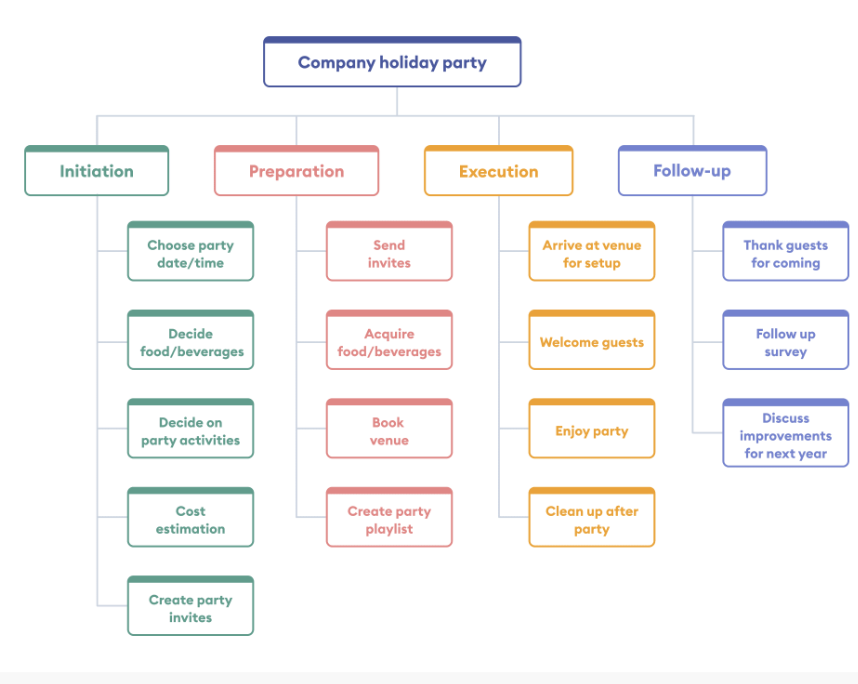 Company holiday party
Initiation
Preparation
Execution
Follow-up
Choose party
date/time
Decide
food/beverages
Decide on
party activities
Cost
estimation
Create party
invites
Send
invites
Acquire
food/beverages
Book
venue
Create party
playlist
Arrive at venue
for setup
Welcome guests
Enjoy party
Clean up after
party
Thank guests
for coming
Follow up
survey
Discuss
improvements
for next year